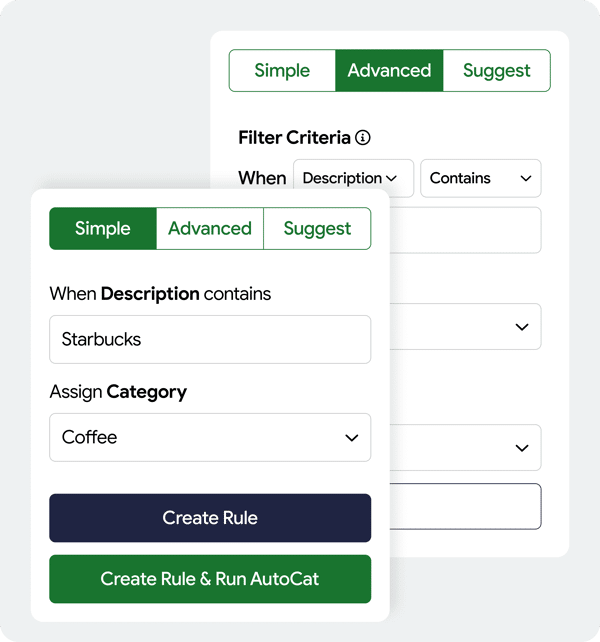 Simple Advanced Suggest
Filter Criteria
When Description Contains
Simple Advanced Suggest
When Description contains
Starbucks
Assign Category
Coffee
Create Rule
Create Rule & Run AutoCat